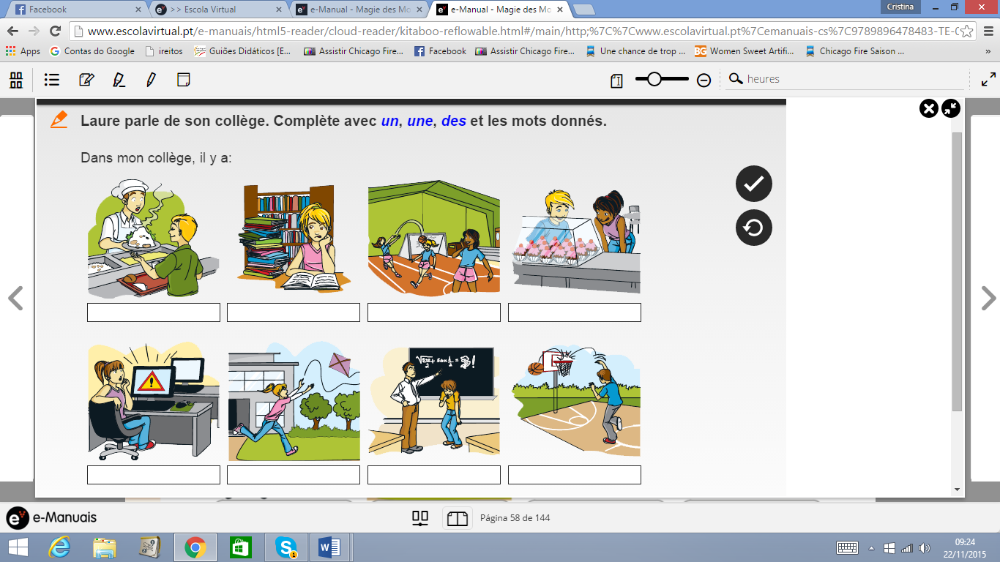 Facebook
>> Escola Virtual
e-Manual - Magie des Mo
e-Manual - Magie des Mo
Cristina
www.escolavirtual.pt/e-manuais/html5-reader/cloud-reader/kitaboo-reflowable.html#/main/http;%7C%7Cwww.escolavirtual.pt%7Cemanuais-cs%7C9789896478483-TE-0
Apps
Contas do Google
ireitos
Guiões Didáticos [E...
Assistir Chicago Fire...
Facebook
Assistir Chicago Fire...
Une chance de trop ...
BG Women Sweet Artifi...
Chicago Fire Saison ...
»
heures
Laure parle de son collège. Complète avec un, une, des et les mots donnés.
Dans mon collège, il y a:
e-Manuais
Página 58 de 144
09:24
22/11/2015